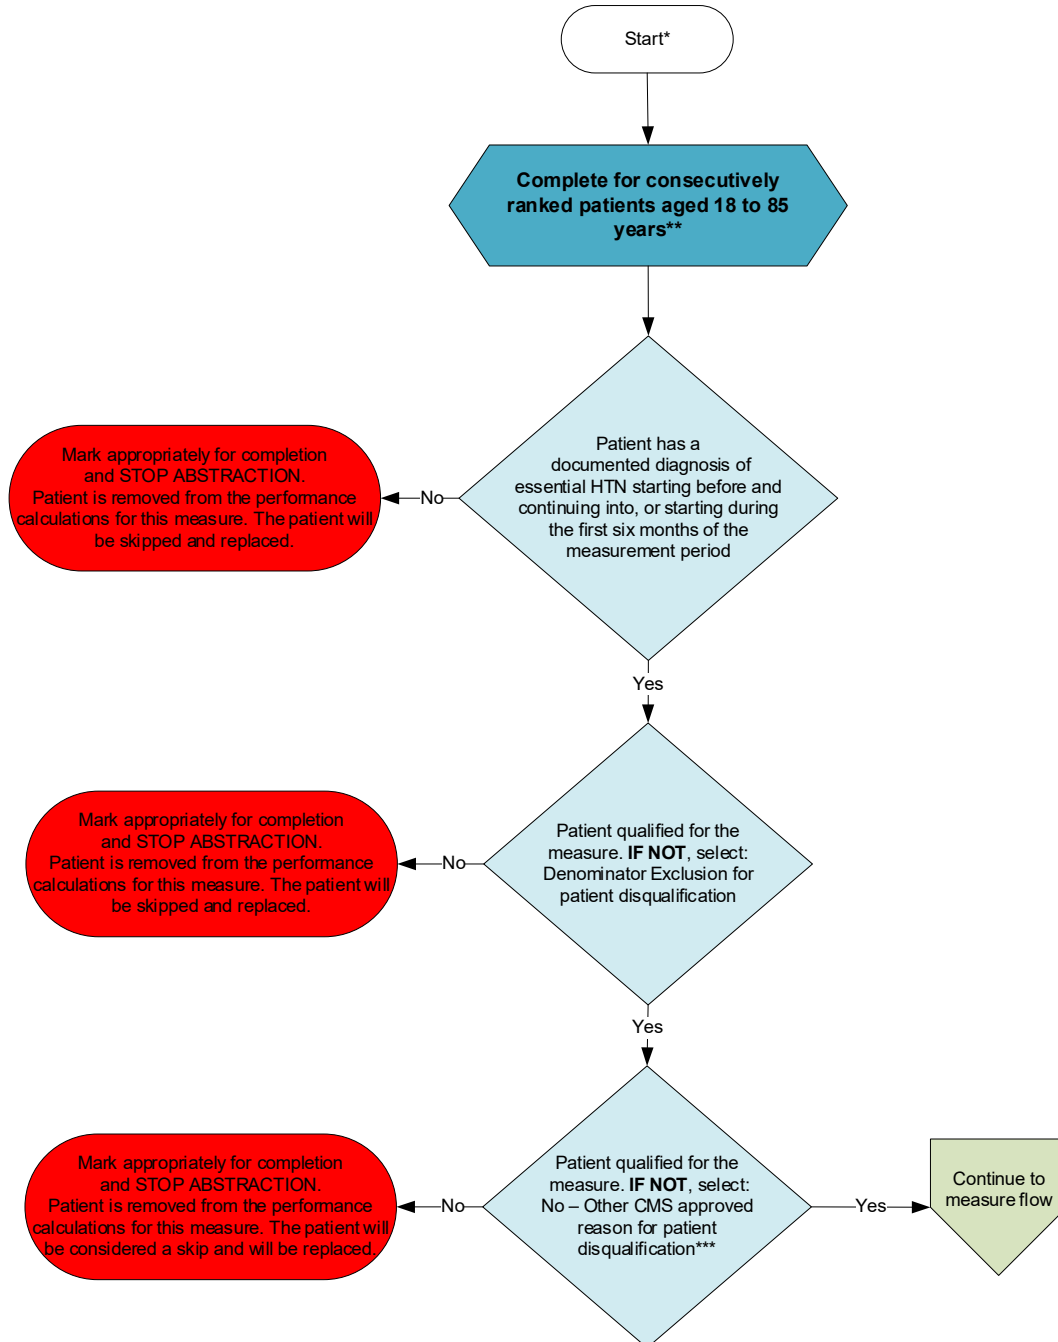 Start*
Complete for consecutively
ranked patients aged 18 to 85
years**
Patient has a
documented diagnosis of
essential HTN starting before and
continuing into, or starting during
the first six months of the
measurement period
No
Mark appropriately for completion
and STOP ABSTRACTION.
Patient is removed from the performance
calculations for this measure. The patient will
be skipped and replaced.
Yes
Patient qualified for the
measure. IF NOT, select:
Denominator Exclusion for
patient disqualification
No
Mark appropriately for completion
and STOP ABSTRACTION.
Patient is removed from the performance
calculations for this measure. The patient will
be skipped and replaced.
Yes
Patient qualified for the
measure. IF NOT, select:
No – Other CMS approved
reason for patient
disqualification***
No
Mark appropriately for completion
and STOP ABSTRACTION.
Patient is removed from the performance
calculations for this measure. The patient will
be considered a skip and will be replaced.
Yes
Continue to
measure flow